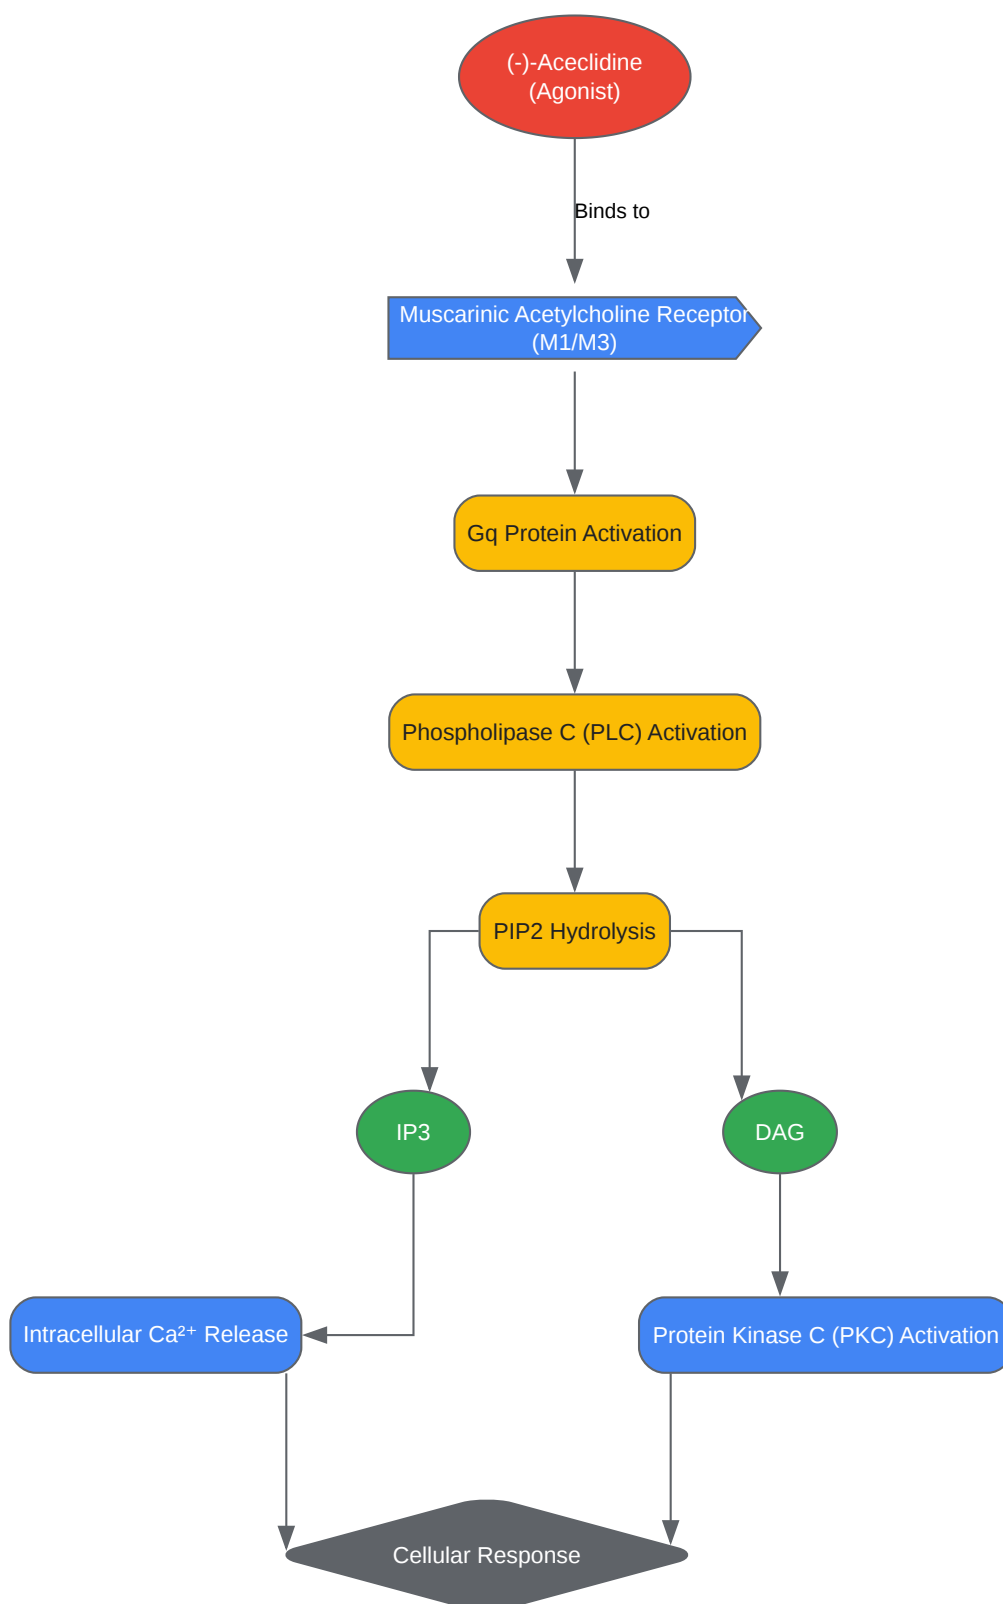 (-)-Aceclidine
(Agonist)
Binds to
Muscarinic Acetylcholine Receptor
(M1/M3)
Gq Protein Activation
Phospholipase C (PLC) Activation
PIP2 Hydrolysis
IP3
DAG
Intracellular Ca²⁺ Release
Protein Kinase C (PKC) Activation
Cellular Response